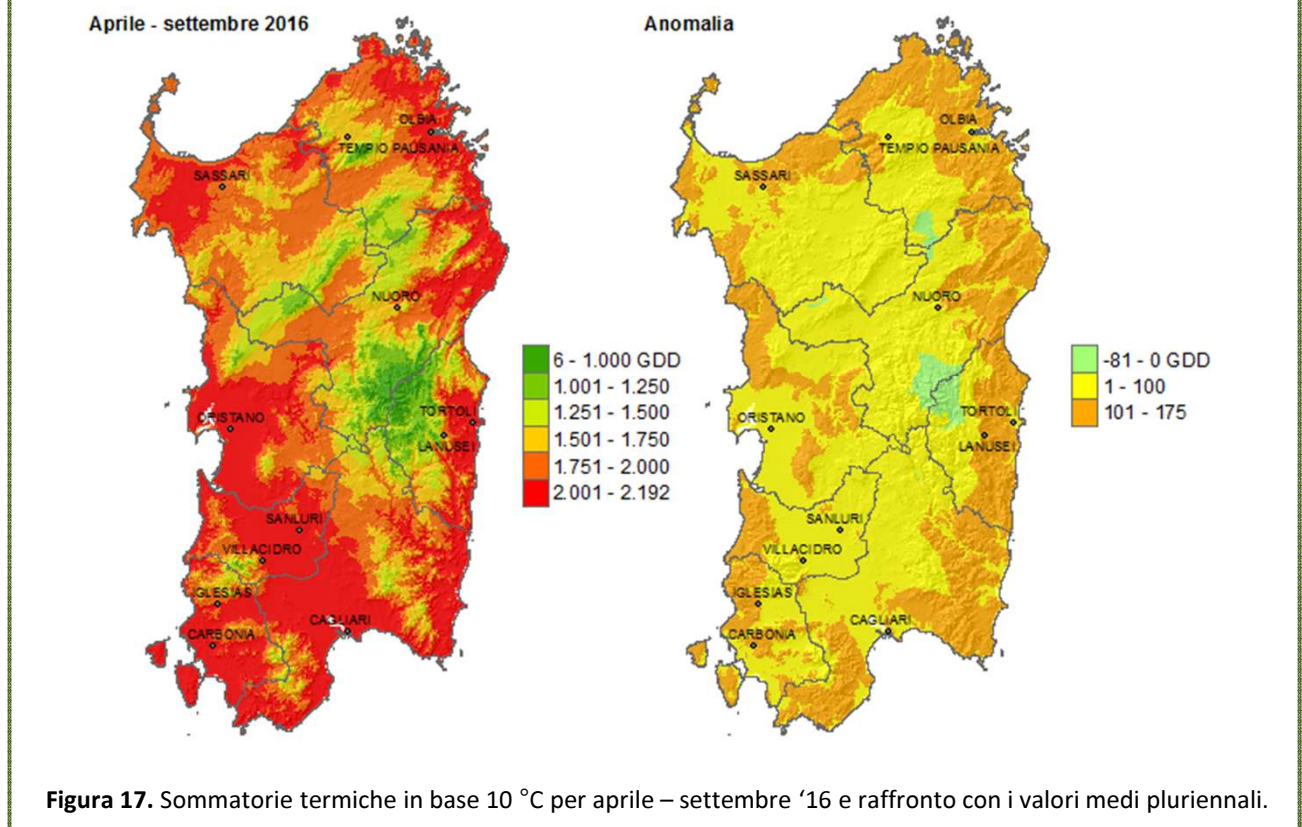 Aprile - settembre 2016
OLBIA
TEMPIO PAUSANIA
SASSARI
NUORO
ORISTANO
TORTOLI
LANUSEI
SANLURI
VILLACIDRO
IGLESIAS
CAGLIARI
CARBONIA
6 - 1.000 GDD
1.001 - 1.250
1.251 - 1.500
1.501 - 1.750
1.751 - 2.000
2.001 - 2.192
Anomalia
OLBIA
TEMPIO PAUSANIA
SASSARI
NUORO
ORISTANO
TORTOLI
LANUSEI
SANLURI
VILLACIDRO
IGLESIAS
CAGLIARI
CARBONIA
-81 - 0 GDD
1 - 100
101 - 175
Figura 17. Sommatorie termiche in base 10 °C per aprile – settembre ‘16 e raffronto con i valori medi pluriennali.